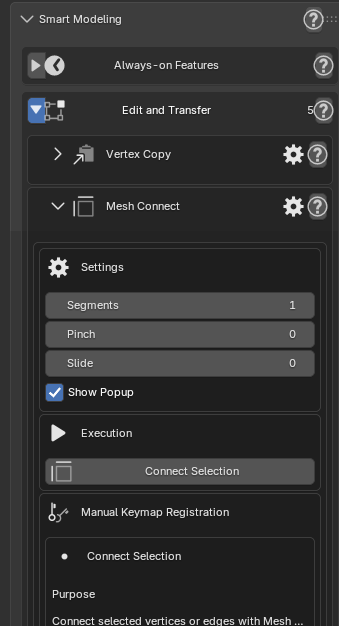 Smart Modeling
Always-on Features
Edit and Transfer 5
Vertex Copy
Mesh Connect
Settings
Segments 1
Pinch 0
Slide 0
Show Popup
Execution
Connect Selection
Manual Keymap Registration
Connect Selection
Purpose
Connect selected vertices or edges with Mesh ...